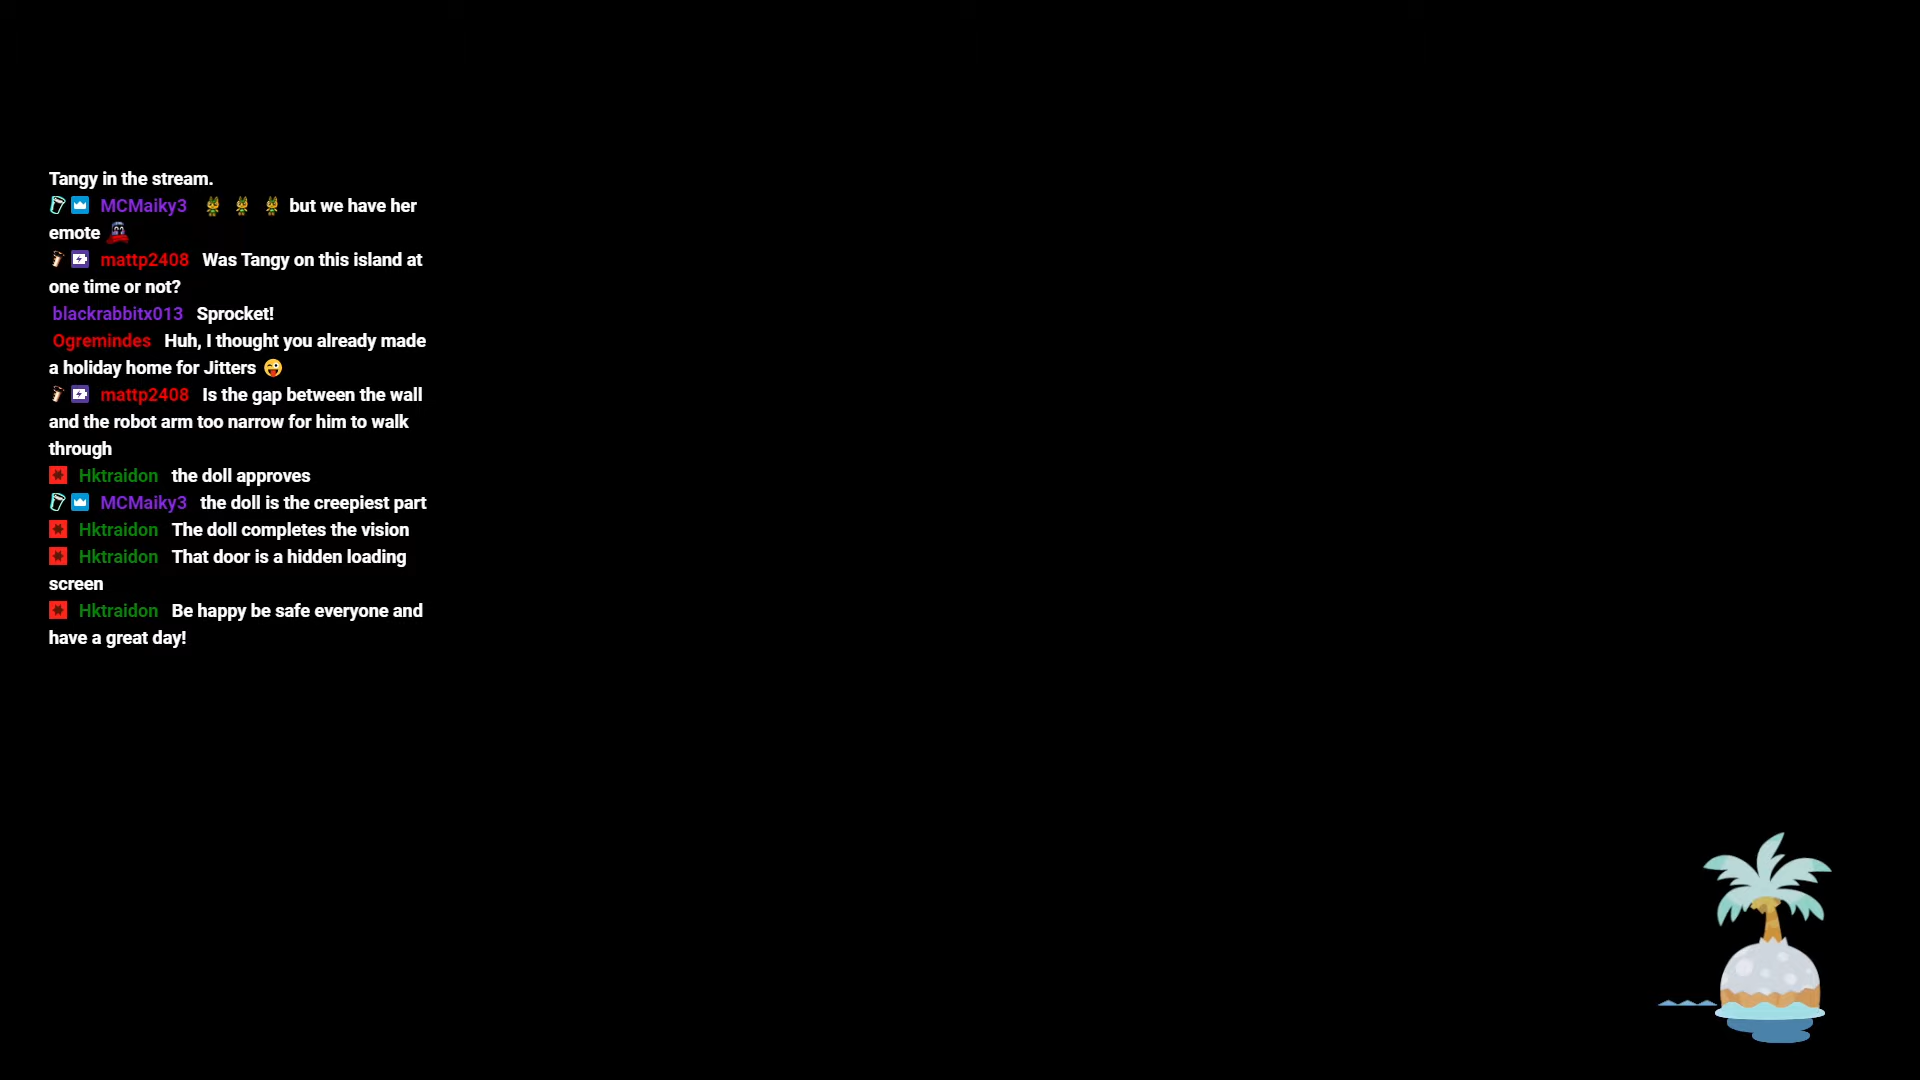 Tangy in the stream.
MCMaiky3 but we have her
emote
mattp2408 Was Tangy on this island at
one time or not?
blackrabbitx013 Sprocket!
Ogremindes Huh, I thought you already made
a holiday home for Jitters 😜
mattp2408 Is the gap between the wall
and the robot arm too narrow for him to walk
through
Hktraidon the doll approves
MCMaiky3 the doll is the creepiest part
Hktraidon The doll completes the vision
Hktraidon That door is a hidden loading
screen
Hktraidon Be happy be safe everyone and
have a great day!